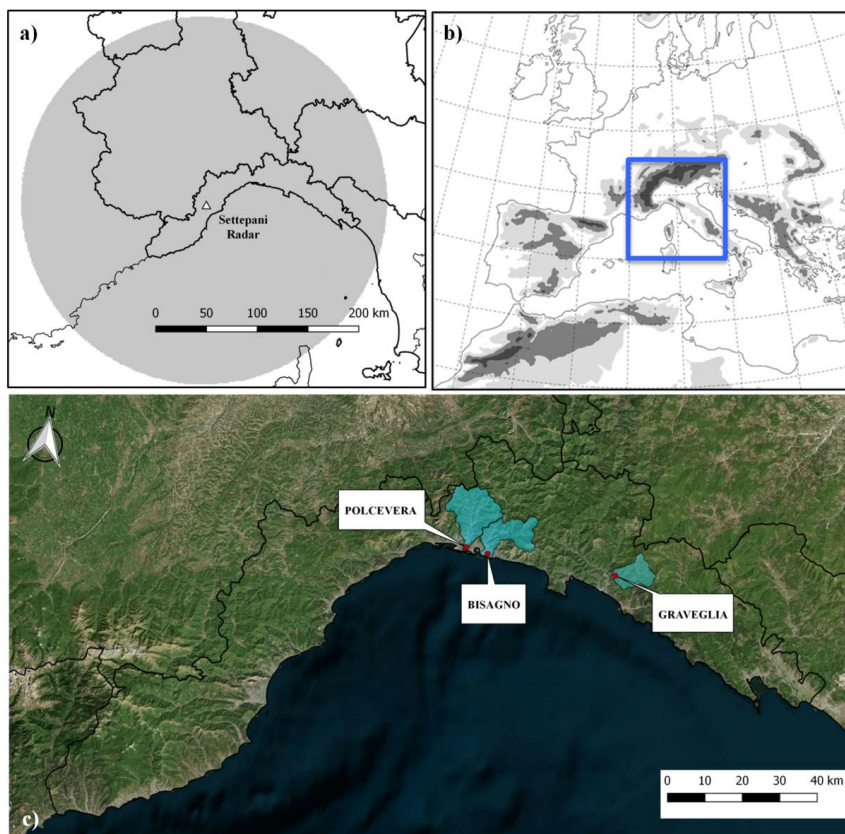 a)
Settepani
Radar
0 50 100 150 200 km
b)
N
POLCEVERA
BISAGNO
GRAVEGLIA
0 10 20 30 40 km
c)